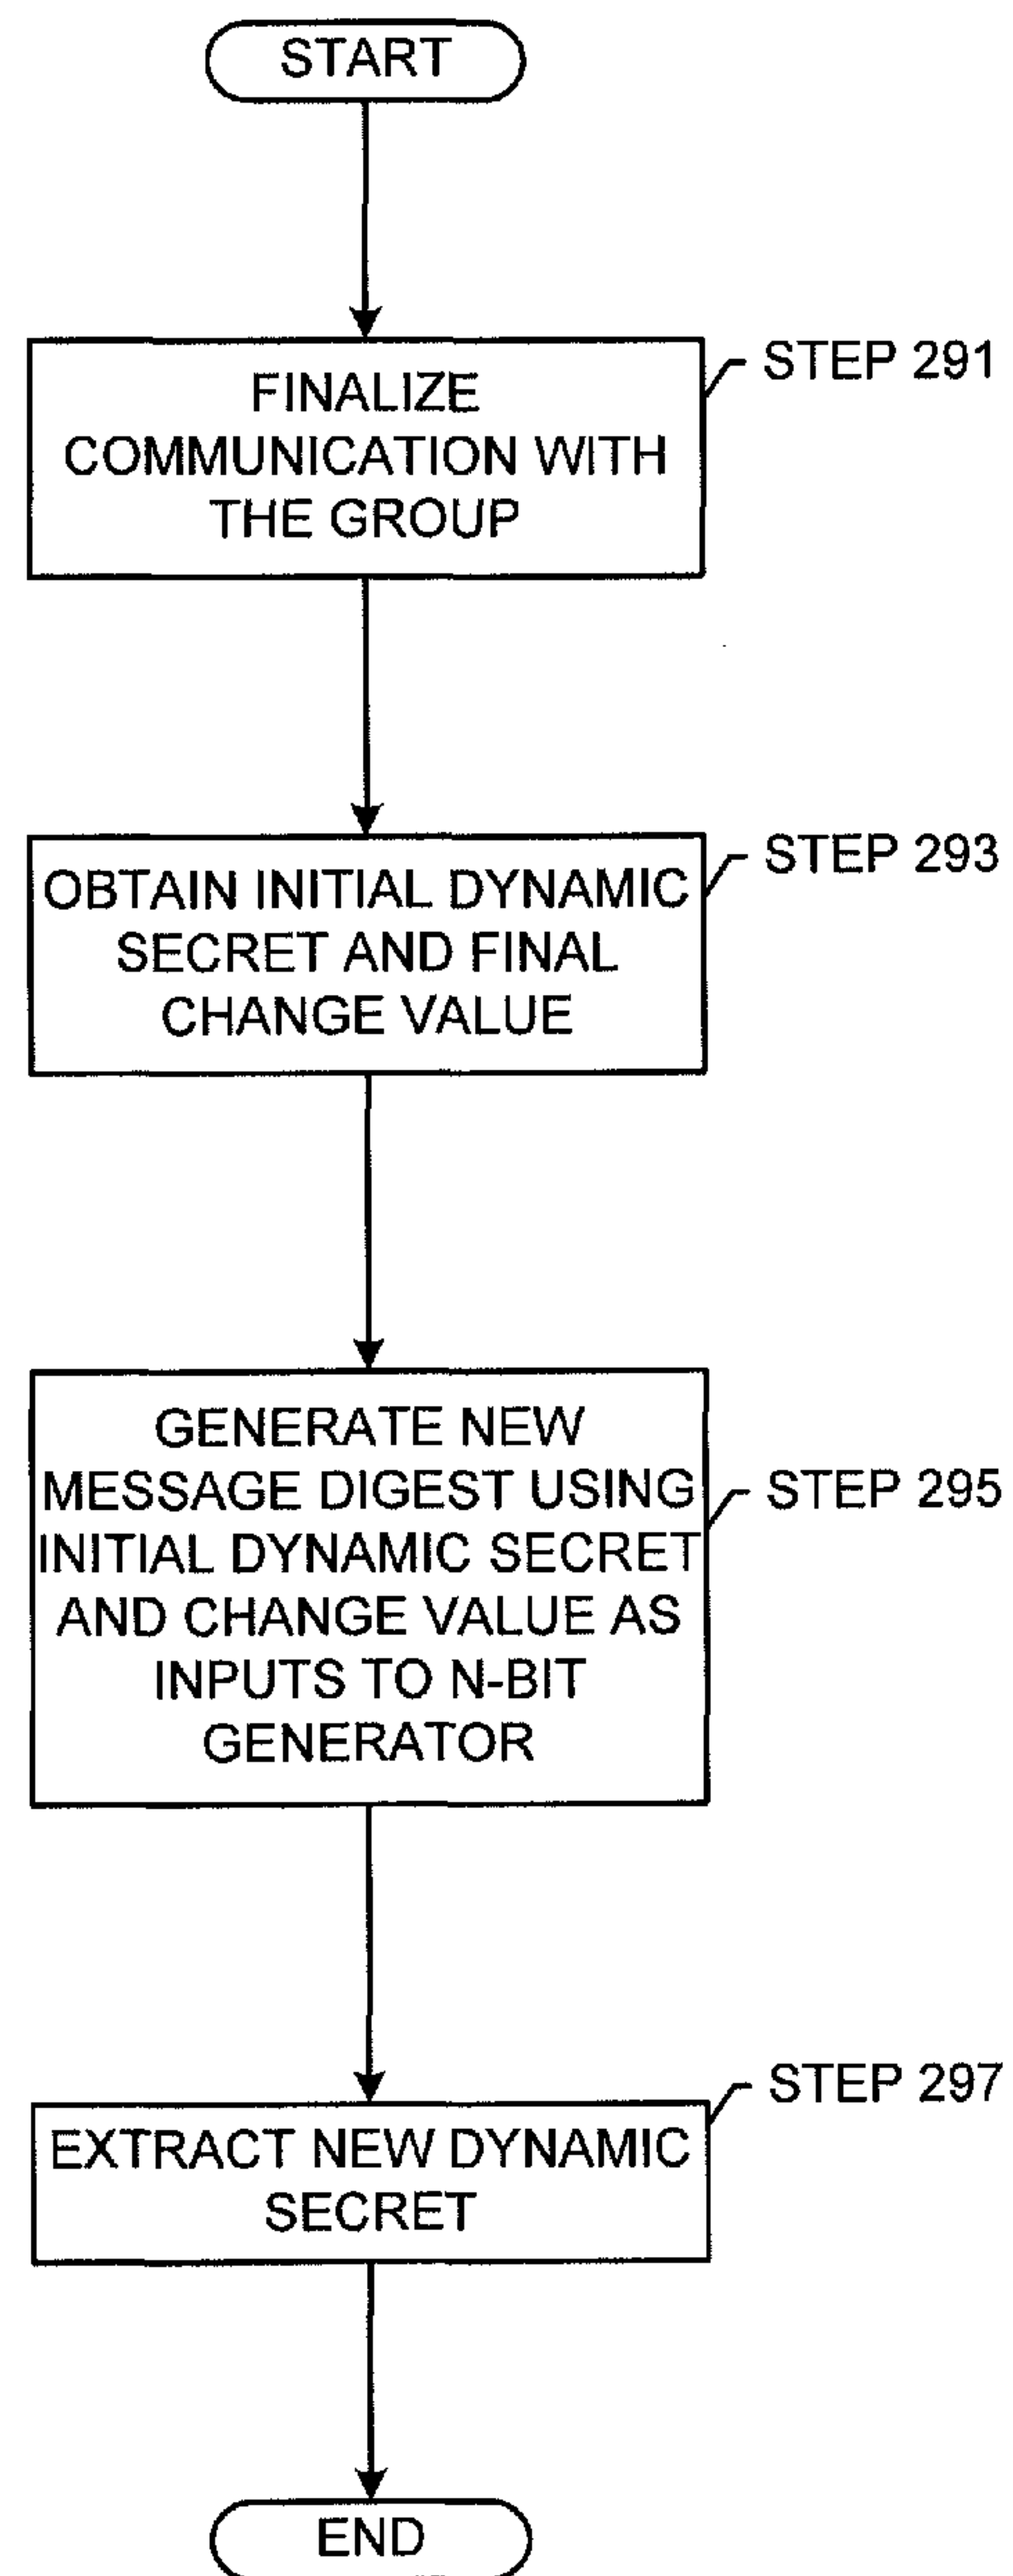 START
STEP 291
FINALIZE
COMMUNICATION WITH
THE GROUP
STEP 293
OBTAIN INITIAL DYNAMIC
SECRET AND FINAL
CHANGE VALUE
GENERATE NEW
MESSAGE DIGEST USING
STEP 295
INITIAL DYNAMIC SECRET
AND CHANGE VALUE AS
INPUTS TO N-BIT
GENERATOR
STEP 297
EXTRACT NEW DYNAMIC
SECRET
END